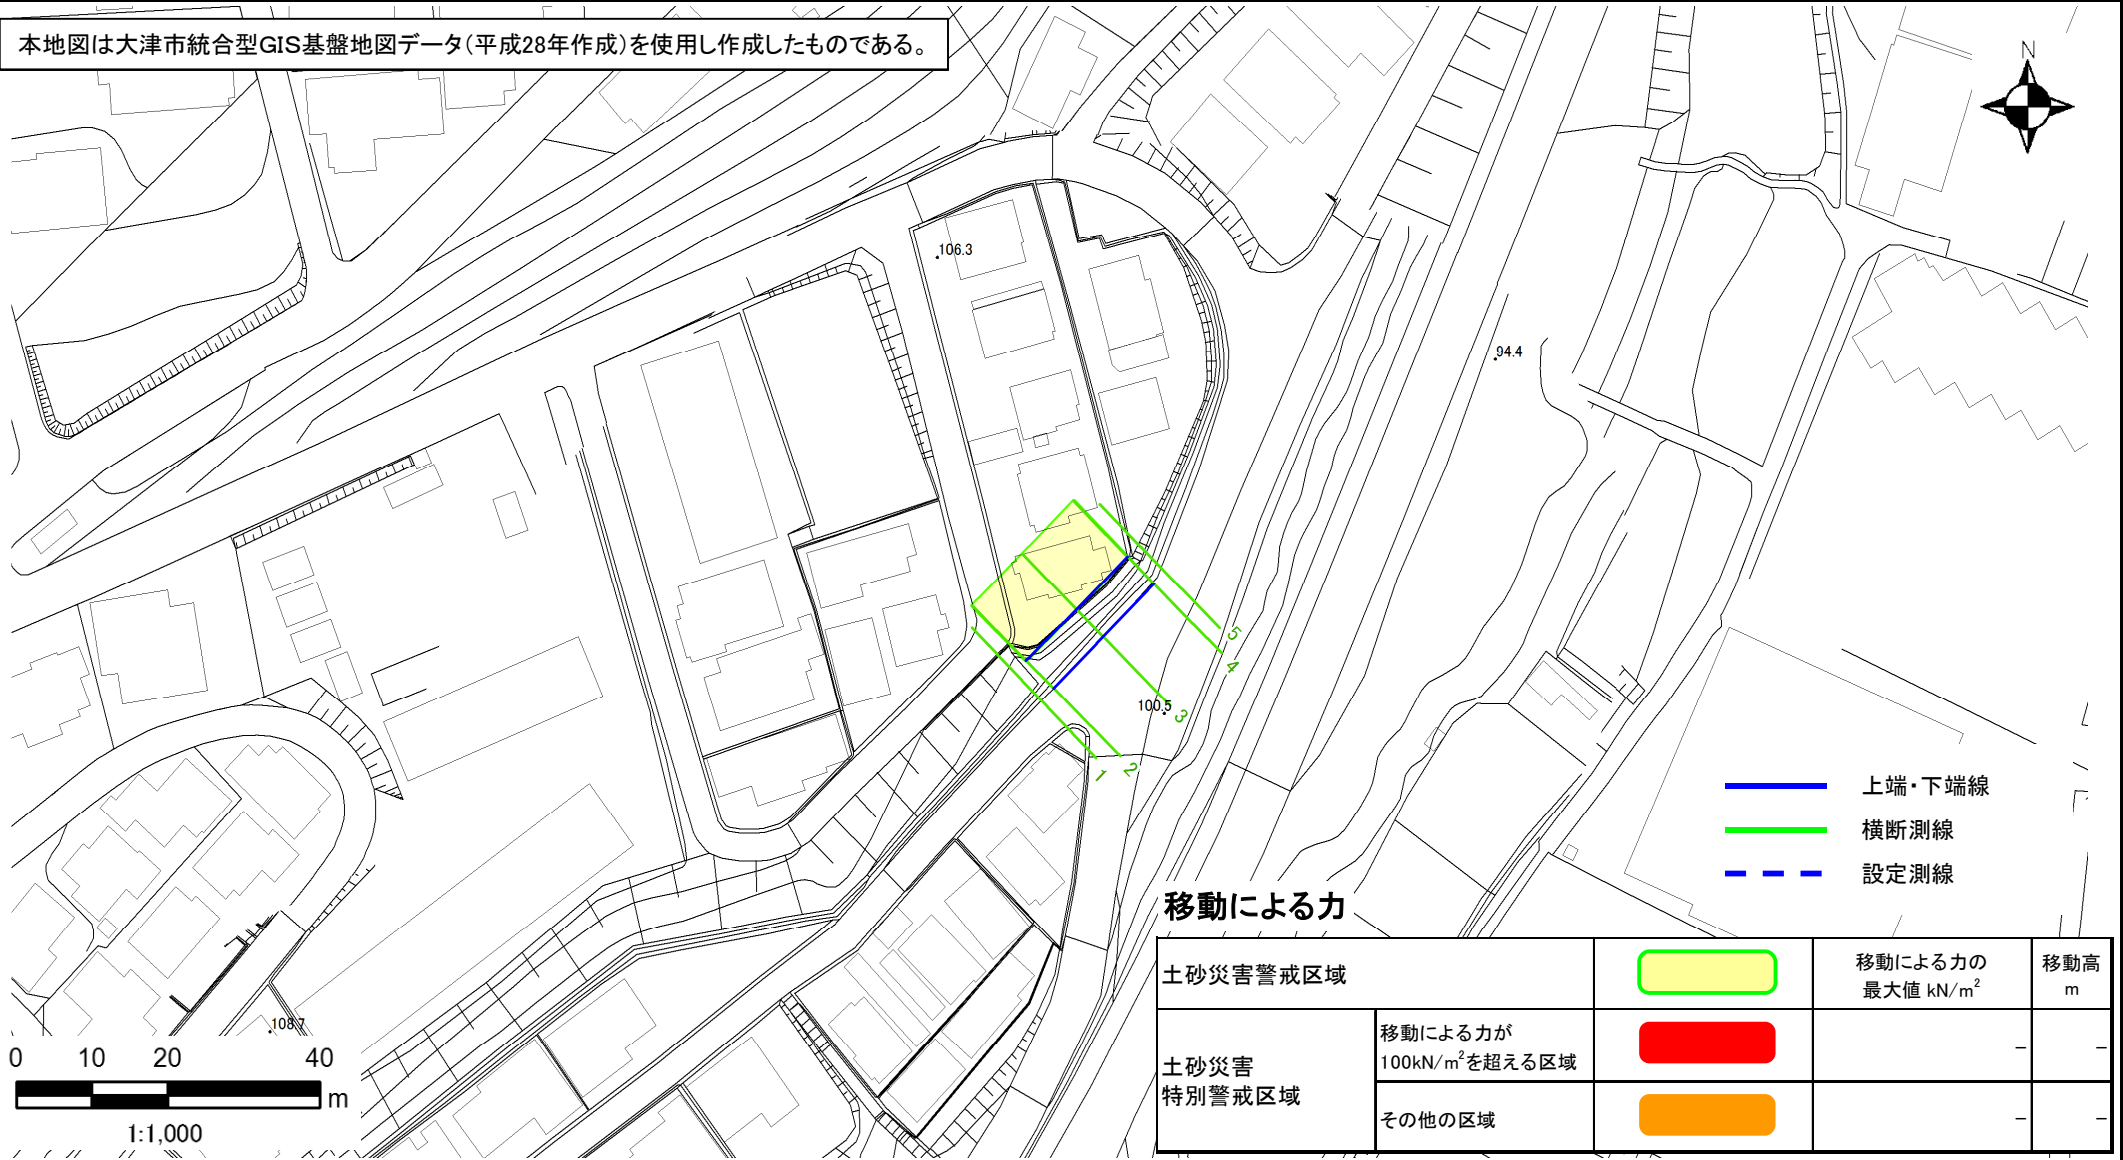 本地図は大津市統合型GIS基盤地図データ(平成28年作成)を使用し作成したものである。
N
106.3
94.4
5
4
100.5
3
2
1
上端・下端線
横断測線
設定測線
108.7
0 10 20 40
m
1:1,000
移動による力
土砂災害警戒区域
移動による力の
最大値 kN/m²
移動高
m
土砂災害
特別警戒区域
移動による力が
100kN/m²を超える区域
－ －
その他の区域
－ －